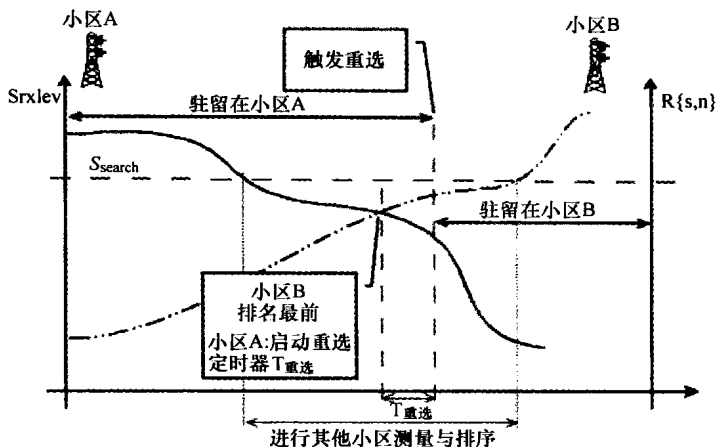 小区A
小区B
触发重选
Srxlev
驻留在小区A
R{s,n}
Ssearch
驻留在小区B
小区B
排名最前
小区A:启动重选
定时器T重选
T重选
进行其他小区测量与排序